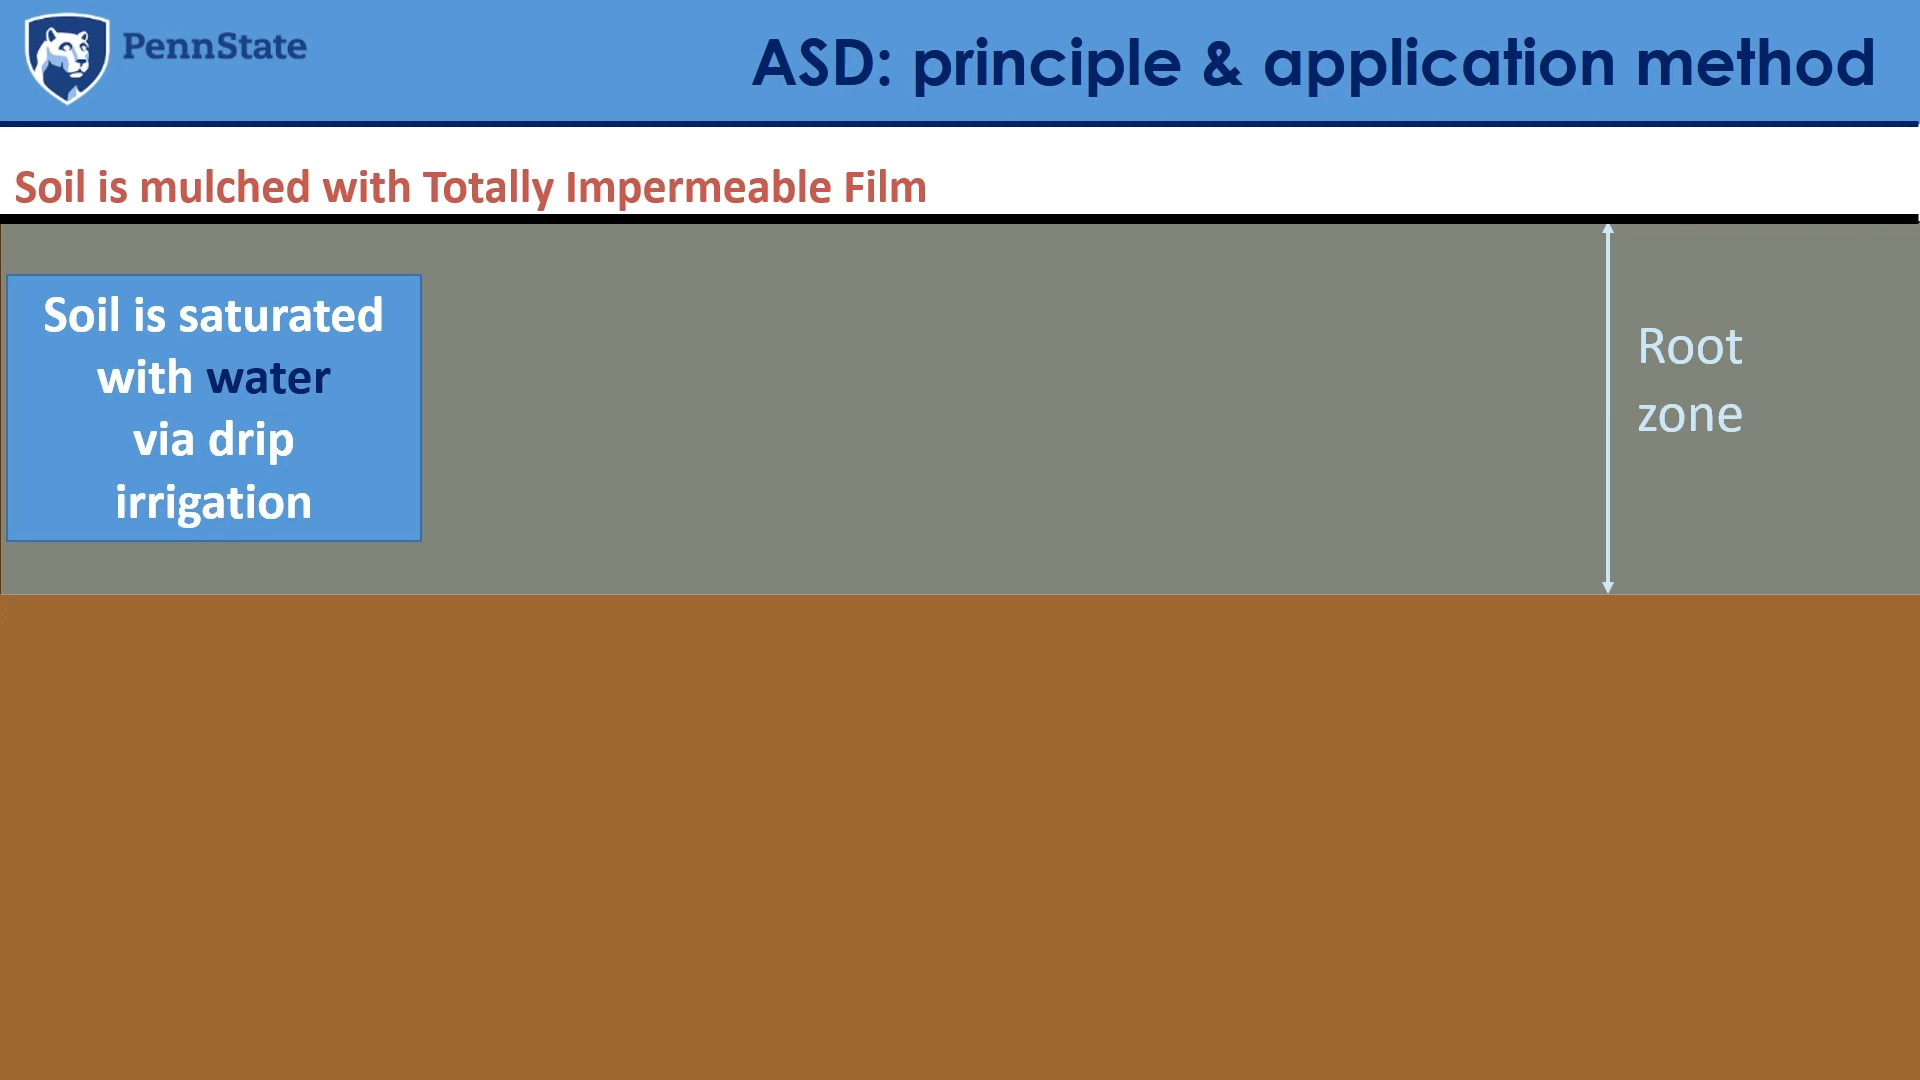 PennState
ASD: principle & application method
Soil is mulched with Totally Impermeable Film
Soil is saturated
with water
via drip
irrigation
Root
zone